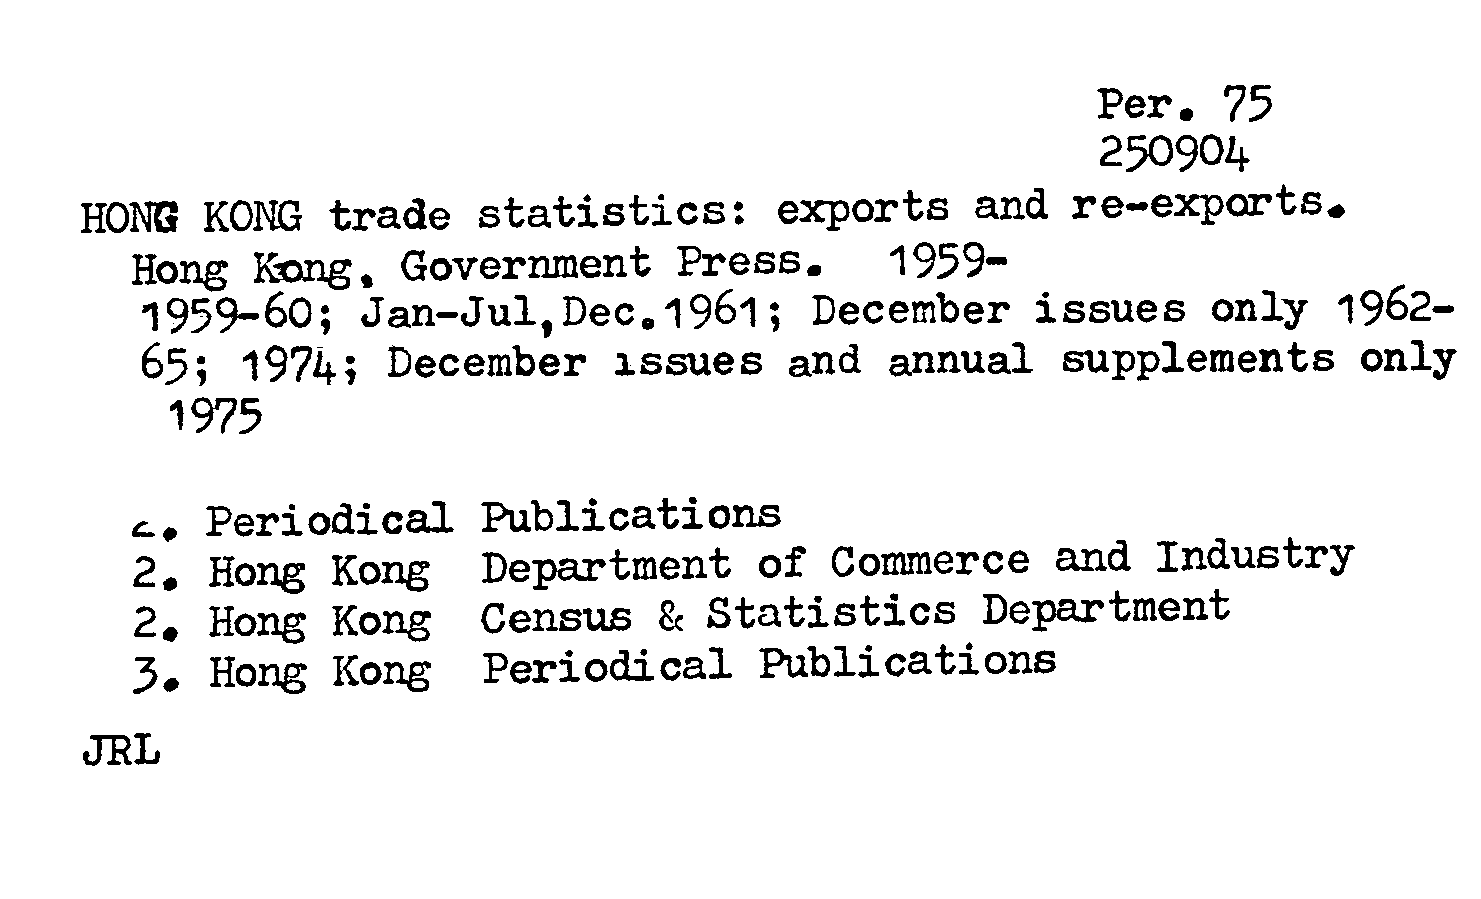 Per. 75
250904
HONG KONG trade statistics: exports and re-exports.
Hong Kong, Government Press. 1959-
1959-60; Jan-Jul,Dec.1961; December issues only 1962-
65; 1974; December issues and annual supplements only
1975
c. Periodical Publications
2. Hong Kong Department of Commerce and Industry
2. Hong Kong Census & Statistics Department
3. Hong Kong Periodical Publications
JRL